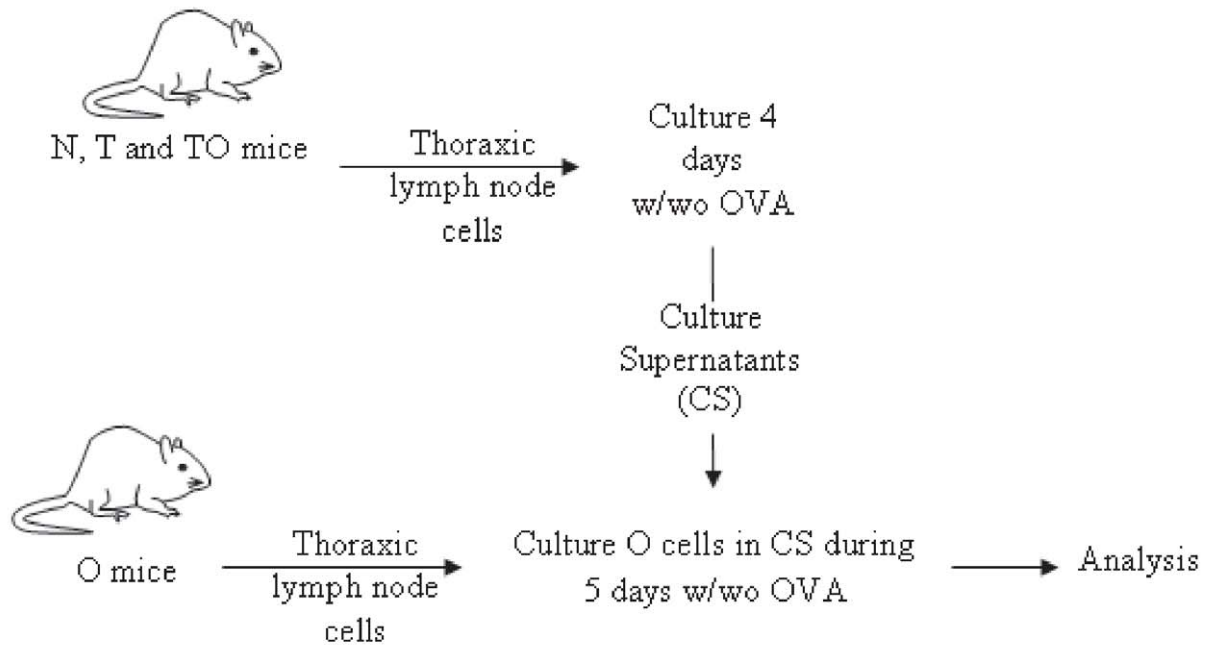 N, T and TO mice
Thoraxic
lymph node
cells
Culture 4
days
w/wo OVA
Culture
Supernatants
(CS)
O mice
Thoraxic
lymph node
cells
Culture O cells in CS during
5 days w/wo OVA
Analysis